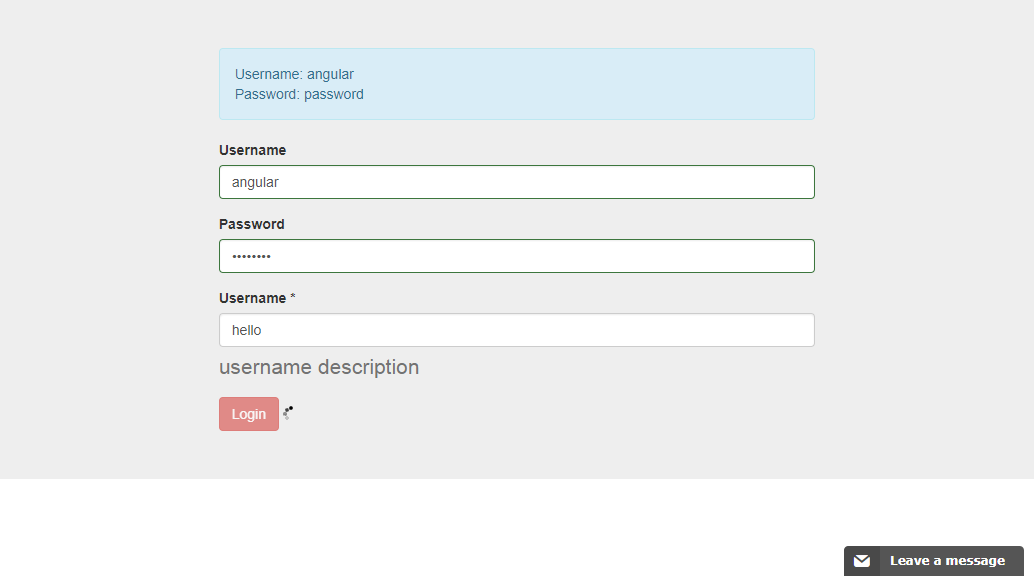 Username: angular
Password: password
Username
angular
Password
••••••••
Username *
hello
username description
Login
Leave a message